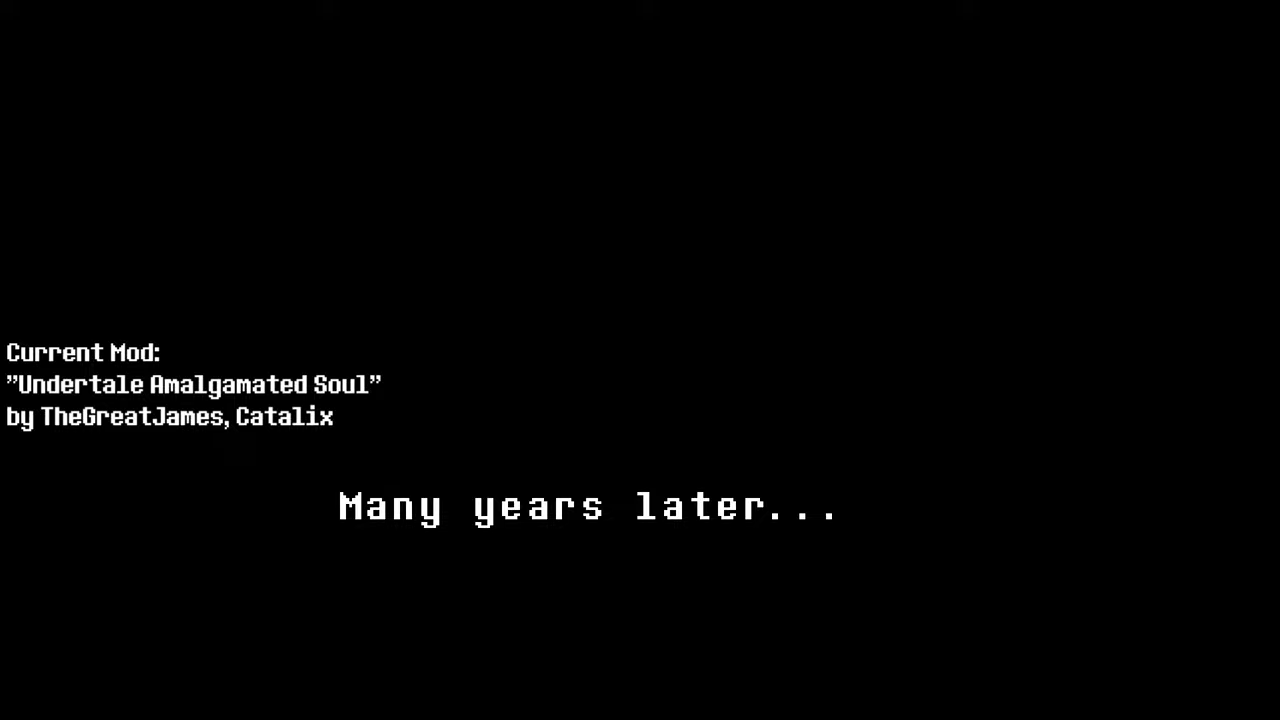 Current Mod:
"Undertale Amalgamated Soul"
by TheGreatJames, Catalix
Many years later...